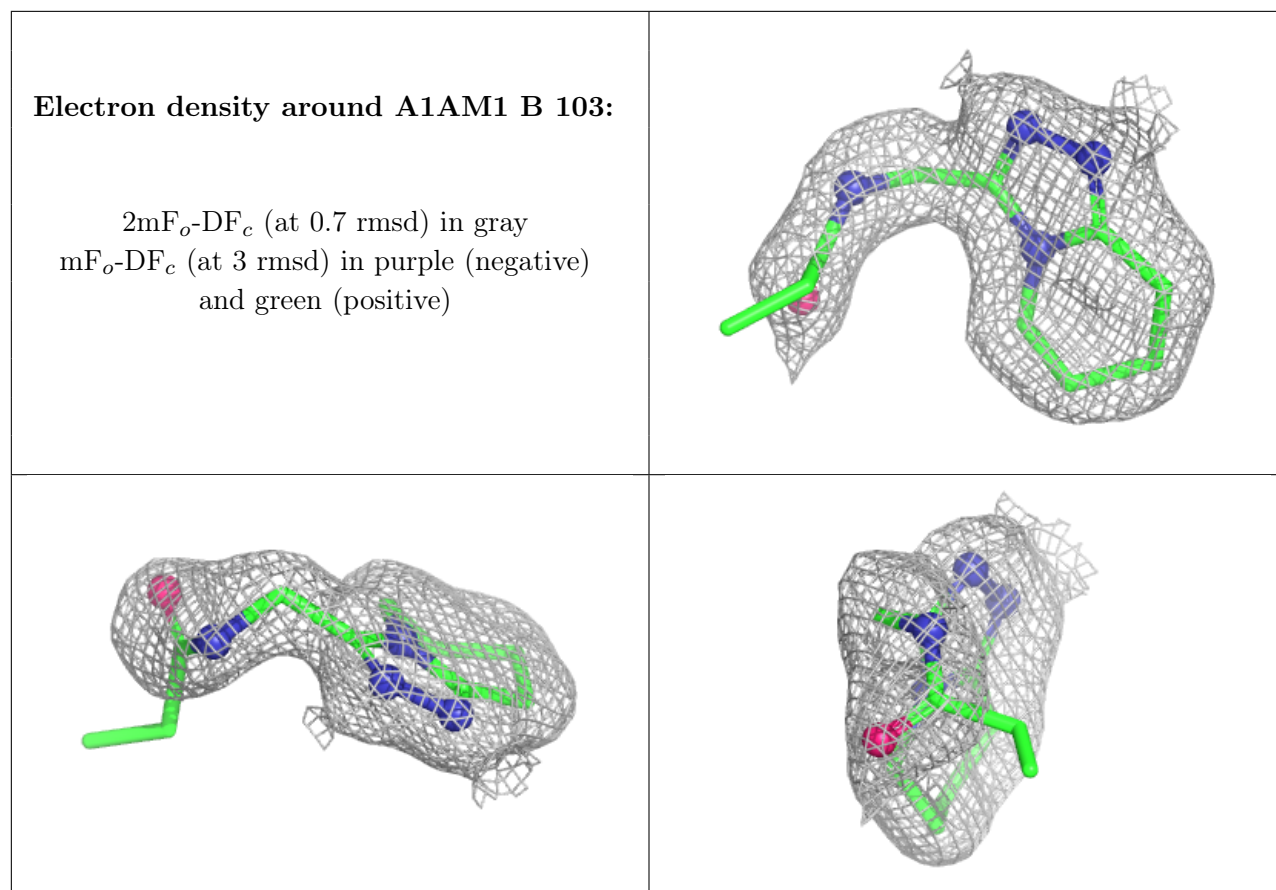 Electron density around A1AM1 B 103:
2mFo-DFc (at 0.7 rmsd) in gray
mFo-DFc (at 3 rmsd) in purple (negative)
and green (positive)